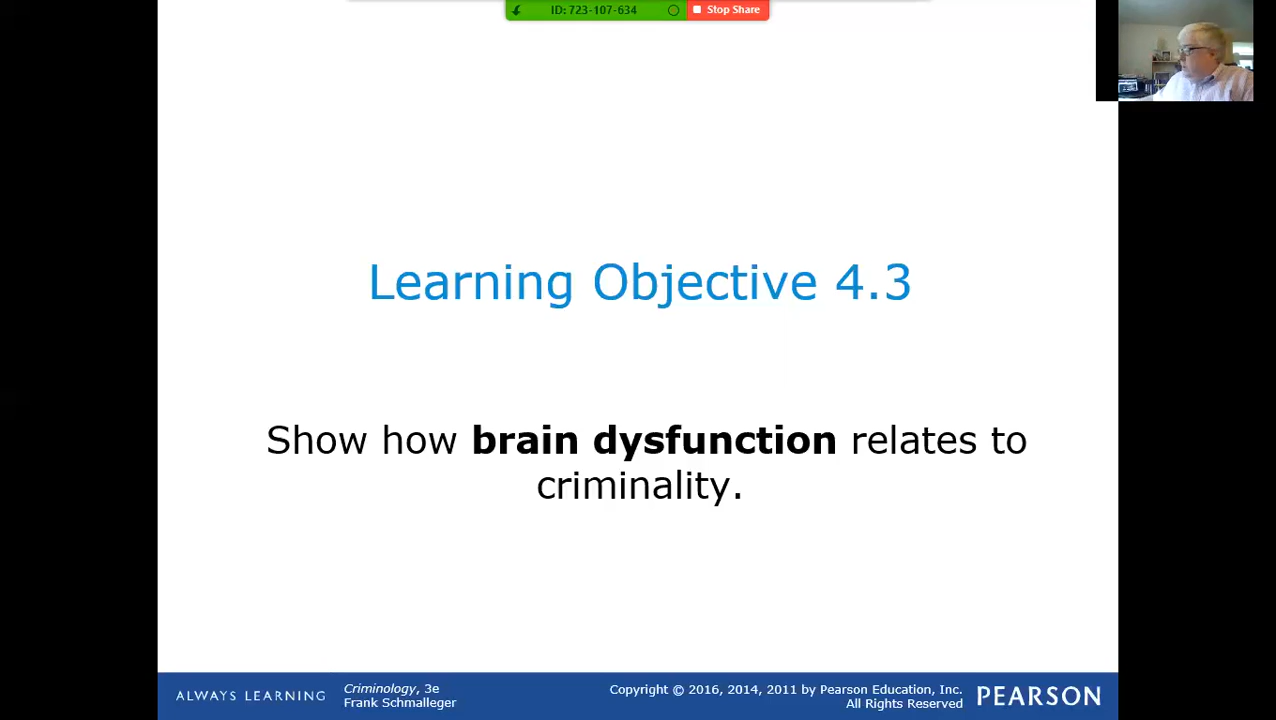 ID: 723-107-634
Stop Share
Learning Objective 4.3
Show how brain dysfunction relates to
criminality.
ALWAYS LEARNING
Criminology, 3e
Frank Schmalleger
Copyright © 2016, 2014, 2011 by Pearson Education, Inc.
All Rights Reserved
PEARSON